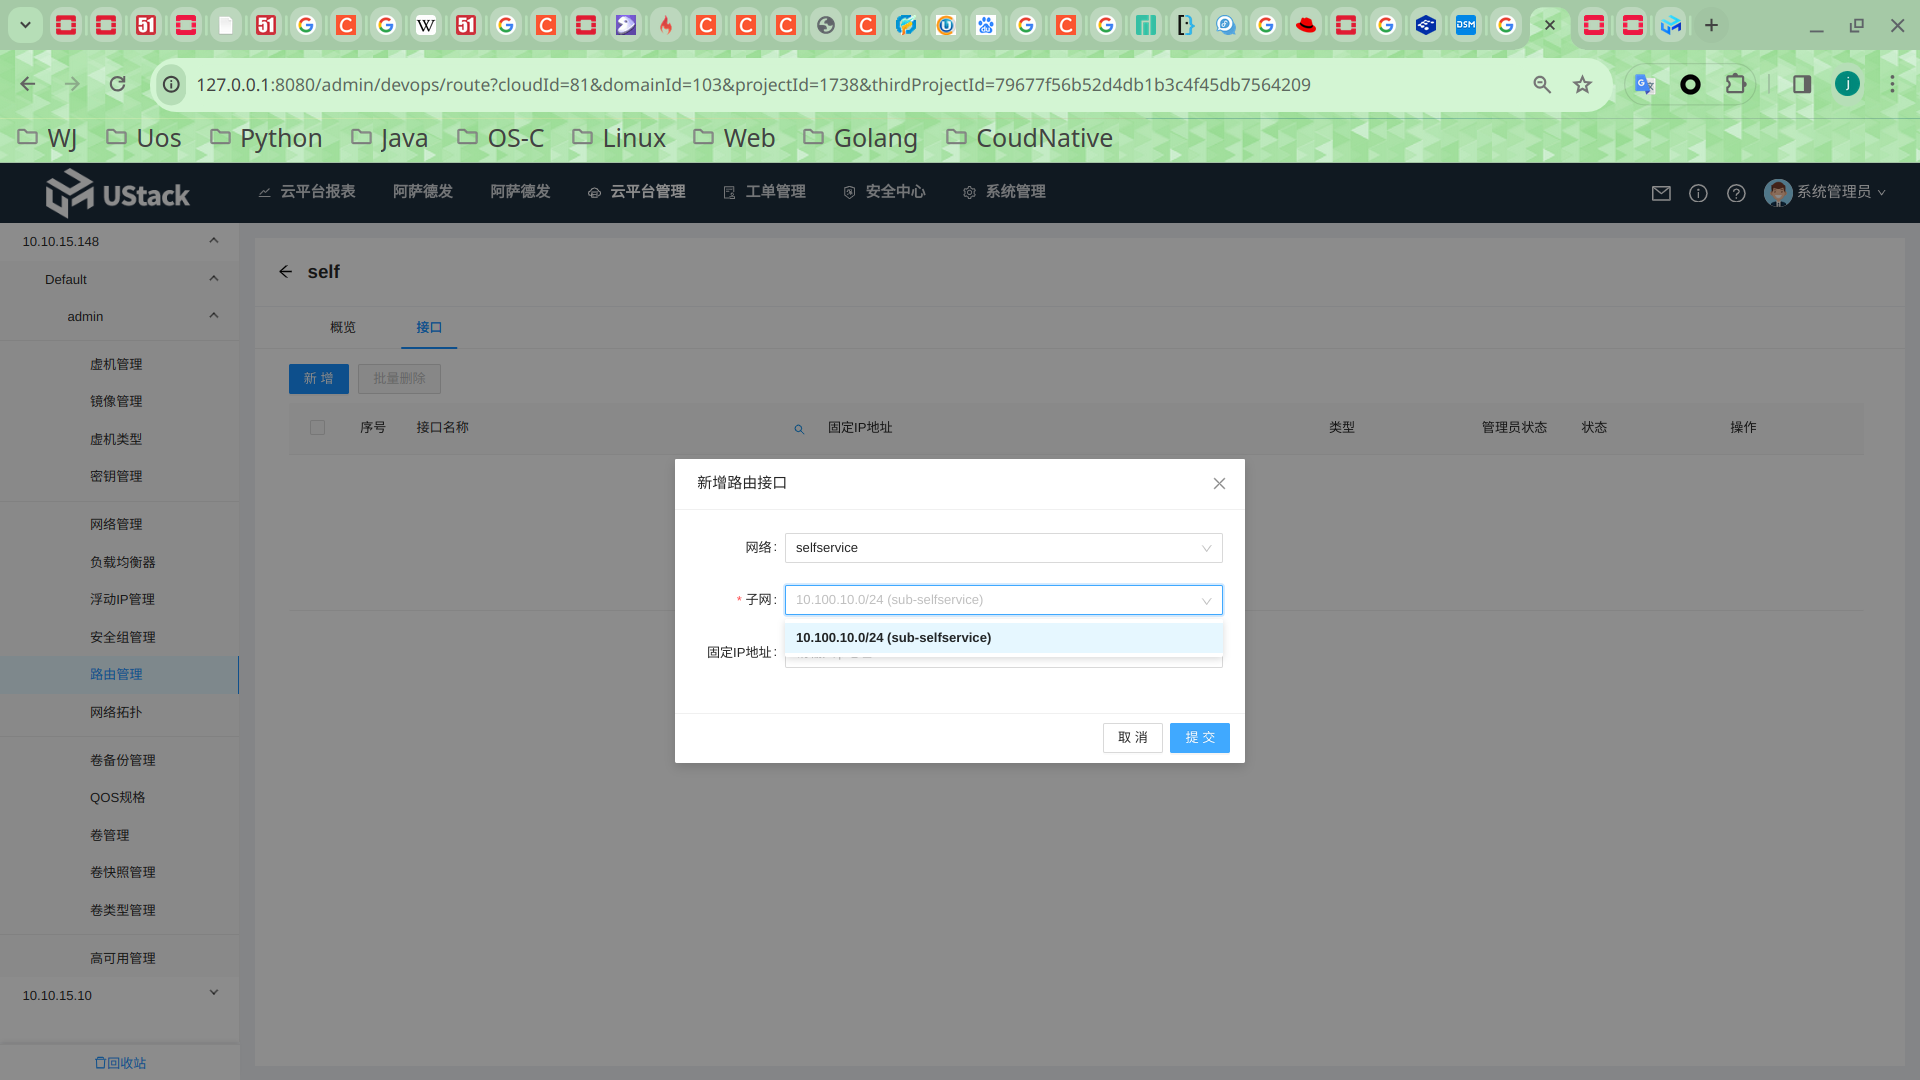 127.0.0.1:8080/admin/devops/route?cloudId=81&domainId=103&projectId=1738&thirdProjectId=79677f56b52d4db1b3c4f45db7564209
WJ Uos Python Java OS-C Linux Web Golang CoudNative
UStack 云平台报表 阿萨德发 阿萨德发 云平台管理 工单管理 安全中心 系统管理 系统管理员
10.10.15.148
Default
admin
虚机管理
镜像管理
虚机类型
密钥管理
网络管理
负载均衡器
浮动IP管理
安全组管理
路由管理
网络拓扑
卷备份管理
QOS规格
卷管理
卷快照管理
卷类型管理
高可用管理
10.10.15.10
回收站
self
概览 接口
新 增 批量删除
序号 接口名称 固定IP地址 类型 管理员状态 状态 操作
新增路由接口
网络: selfservice
* 子网: 10.100.10.0/24 (sub-selfservice)
10.100.10.0/24 (sub-selfservice)
固定IP地址:
取 消 提 交